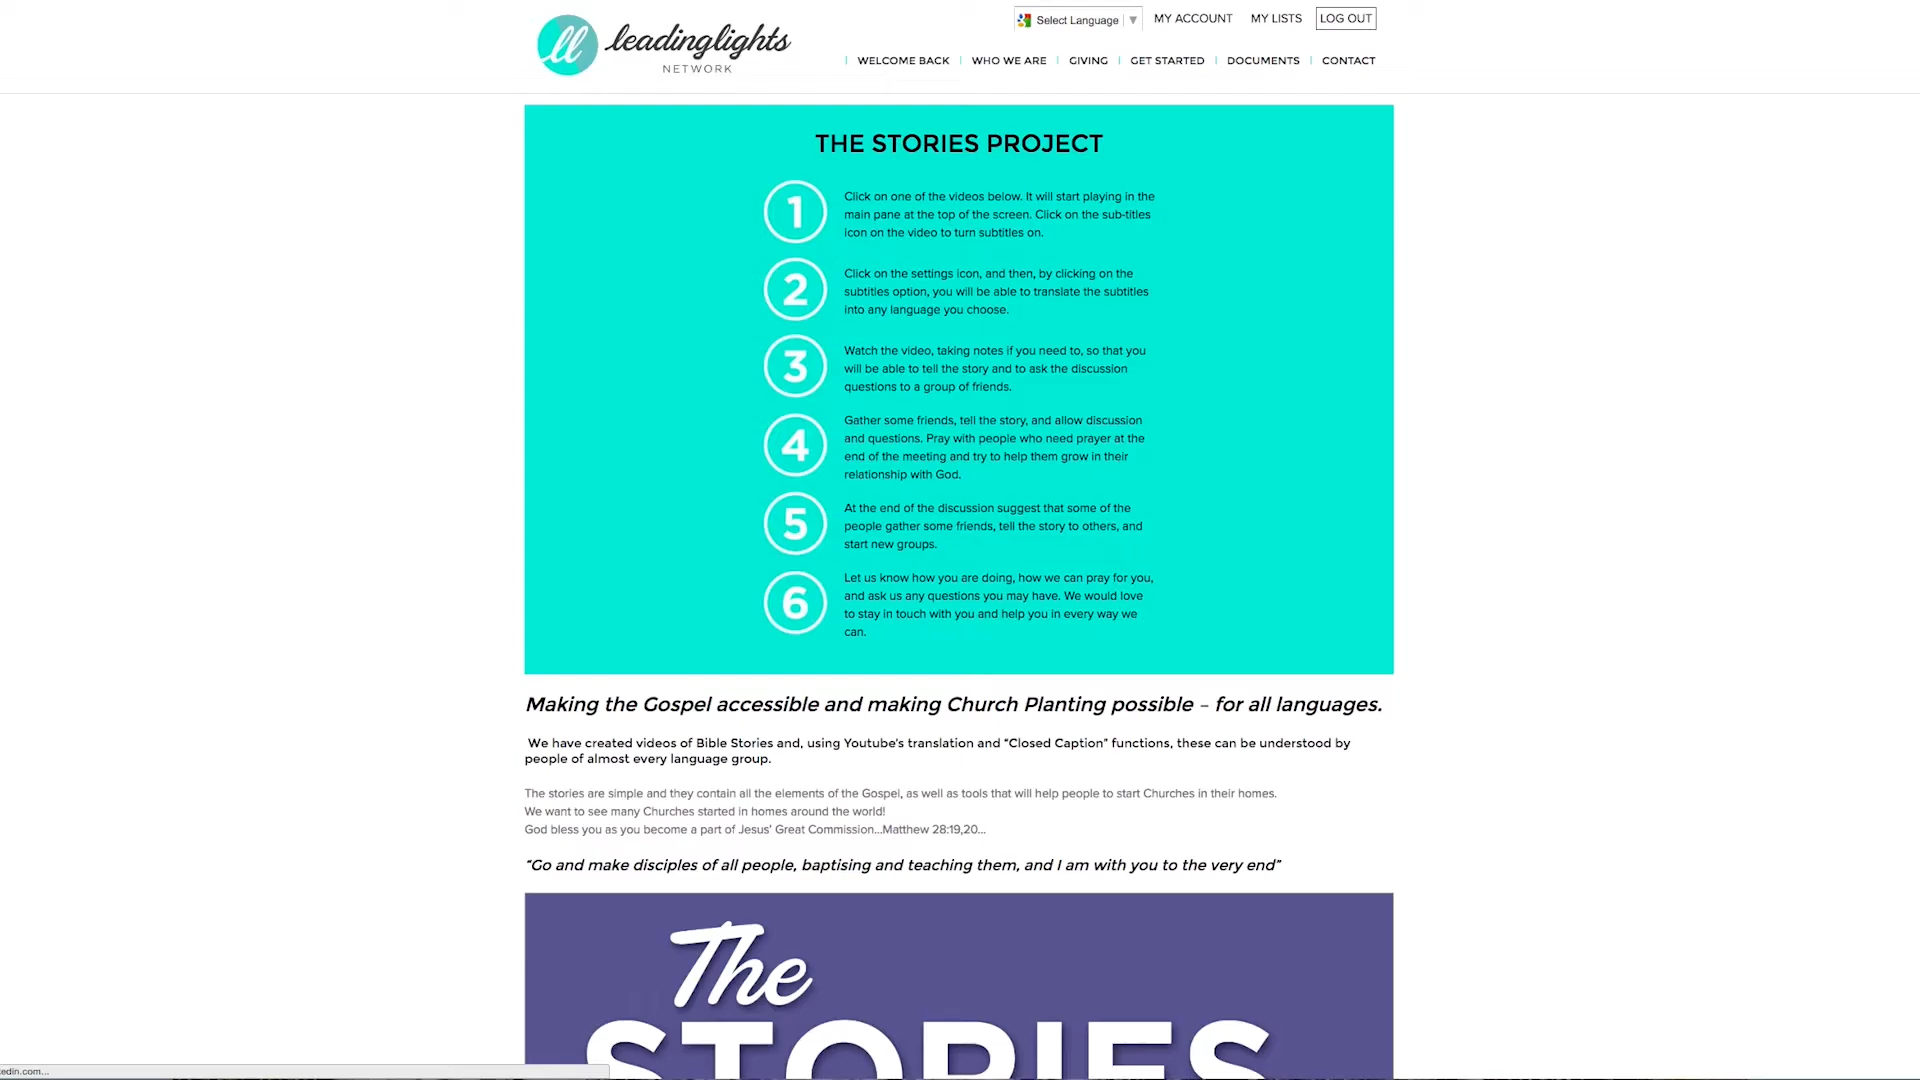 Select Language ▼ MY ACCOUNT MY LISTS LOG OUT
ll leadinglights
NETWORK
WELCOME BACK | WHO WE ARE | GIVING | GET STARTED | DOCUMENTS | CONTACT
THE STORIES PROJECT
1
Click on one of the videos below. It will start playing in the
main pane at the top of the screen. Click on the sub-titles
icon on the video to turn subtitles on.
2
Click on the settings icon, and then, by clicking on the
subtitles option, you will be able to translate the subtitles
into any language you choose.
3
Watch the video, taking notes if you need to, so that you
will be able to tell the story and to ask the discussion
questions to a group of friends.
4
Gather some friends, tell the story, and allow discussion
and questions. Pray with people who need prayer at the
end of the meeting and try to help them grow in their
relationship with God.
5
At the end of the discussion suggest that some of the
people gather some friends, tell the story to others, and
start new groups.
6
Let us know how you are doing, how we can pray for you,
and ask us any questions you may have. We would love
to stay in touch with you and help you in every way we
can.
Making the Gospel accessible and making Church Planting possible – for all languages.
We have created videos of Bible Stories and, using Youtube's translation and “Closed Caption” functions, these can be understood by
people of almost every language group.
The stories are simple and they contain all the elements of the Gospel, as well as tools that will help people to start Churches in their homes.
We want to see many Churches started in homes around the world!
God bless you as you become a part of Jesus’ Great Commission...Matthew 28:19,20...
“Go and make disciples of all people, baptising and teaching them, and I am with you to the very end”
The
STORIES
kedin.com...